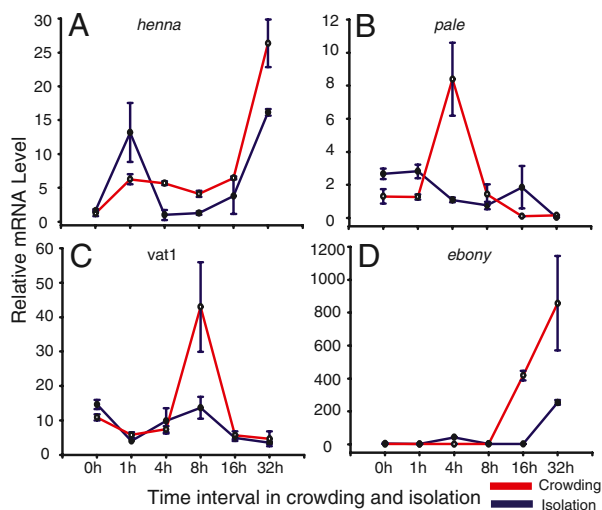 A henna
B pale
Relative mRNA Level
30
25
20
15
10
5
0
12
10
8
6
4
2
0
C vat1
D ebony
60
50
40
30
20
10
0
1200
1000
800
600
400
200
0
0h 1h 4h 8h 16h 32h
0h 1h 4h 8h 16h 32h
Time interval in crowding and isolation
Crowding
Isolation